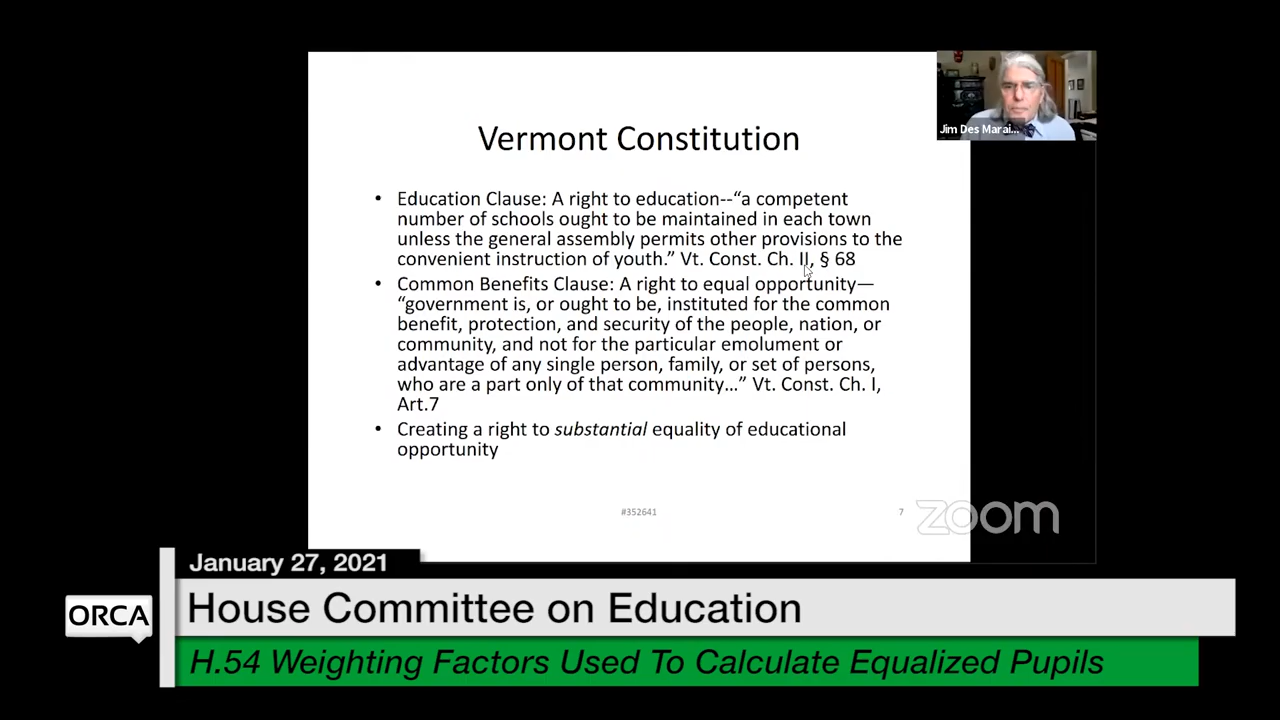 Vermont Constitution
Jim Des Marai...
• Education Clause: A right to education--“a competent
number of schools ought to be maintained in each town
unless the general assembly permits other provisions to the
convenient instruction of youth.” Vt. Const. Ch. II, § 68
• Common Benefits Clause: A right to equal opportunity—
“government is, or ought to be, instituted for the common
benefit, protection, and security of the people, nation, or
community, and not for the particular emolument or
advantage of any single person, family, or set of persons,
who are a part only of that community…” Vt. Const. Ch. I,
Art.7
• Creating a right to substantial equality of educational
opportunity
#352641
7
zoom
January 27, 2021
ORCA
House Committee on Education
H.54 Weighting Factors Used To Calculate Equalized Pupils